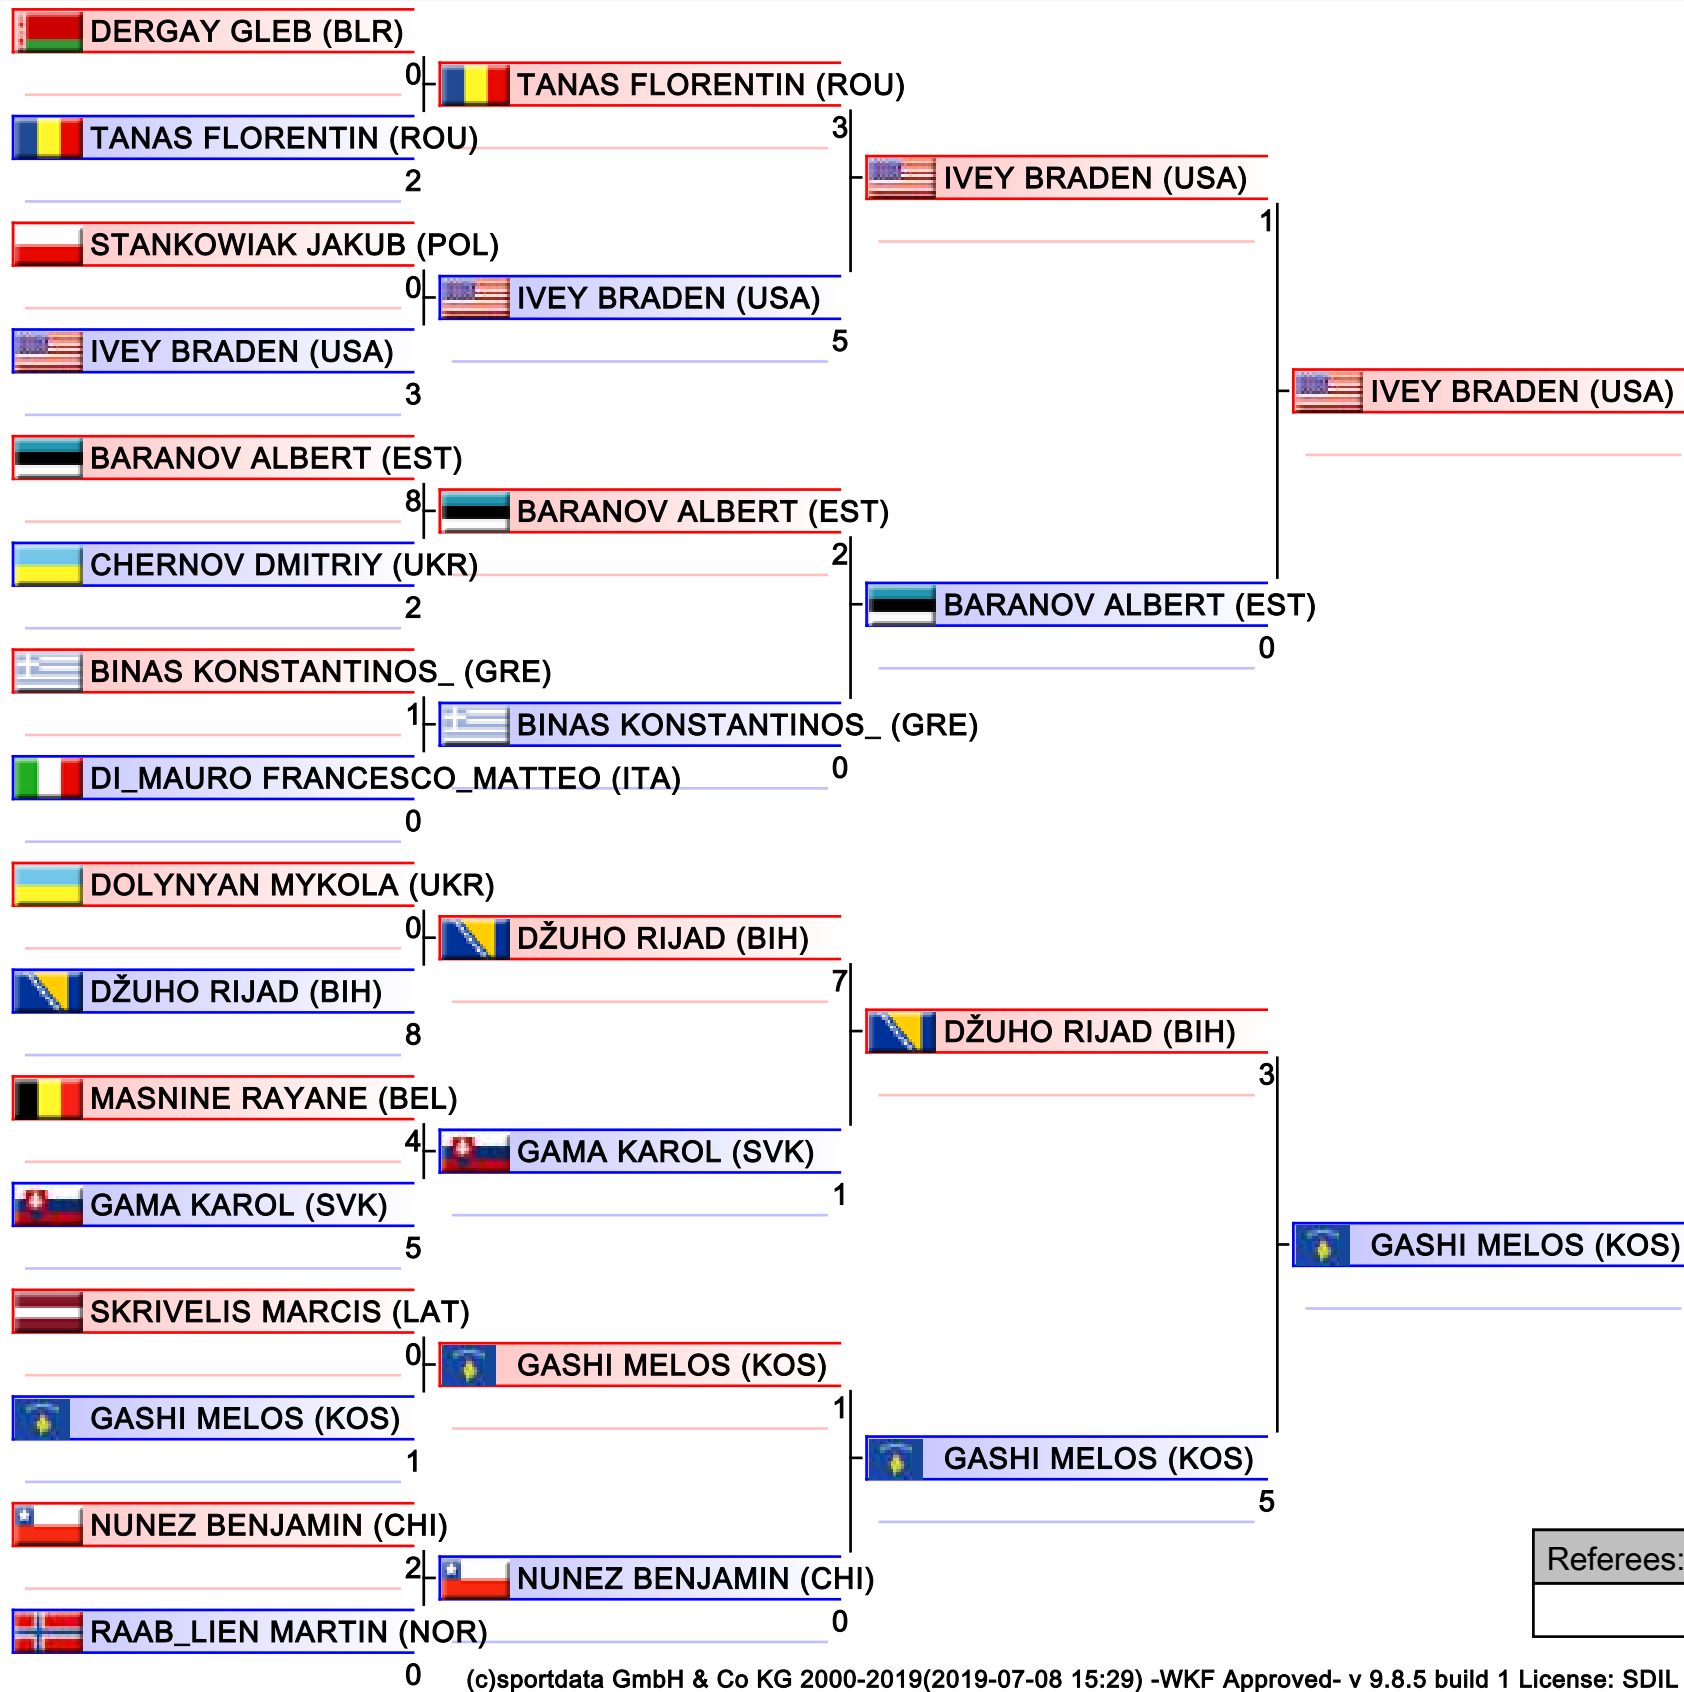 DERGAY GLEB (BLR)
0
TANAS FLORENTIN (ROU)
TANAS FLORENTIN (ROU)
3
2
IVEY BRADEN (USA)
1
STANKOWIAK JAKUB (POL)
0
IVEY BRADEN (USA)
5
IVEY BRADEN (USA)
3
IVEY BRADEN (USA)
BARANOV ALBERT (EST)
8
BARANOV ALBERT (EST)
2
CHERNOV DMITRIY (UKR)
2
BARANOV ALBERT (EST)
0
BINAS KONSTANTINOS_ (GRE)
1
BINAS KONSTANTINOS_ (GRE)
0
DI_MAURO FRANCESCO_MATTEO (ITA)
0
DOLYNYAN MYKOLA (UKR)
0
DŽUHO RIJAD (BIH)
7
DŽUHO RIJAD (BIH)
8
DŽUHO RIJAD (BIH)
3
MASNINE RAYANE (BEL)
4
GAMA KAROL (SVK)
1
GAMA KAROL (SVK)
5
GASHI MELOS (KOS)
SKRIVELIS MARCIS (LAT)
0
GASHI MELOS (KOS)
1
GASHI MELOS (KOS)
1
GASHI MELOS (KOS)
5
NUNEZ BENJAMIN (CHI)
2
NUNEZ BENJAMIN (CHI)
0
RAAB_LIEN MARTIN (NOR)
0
Referees:
(c)sportdata GmbH & Co KG 2000-2019(2019-07-08 15:29) -WKF Approved- v 9.8.5 build 1 License: SDIL